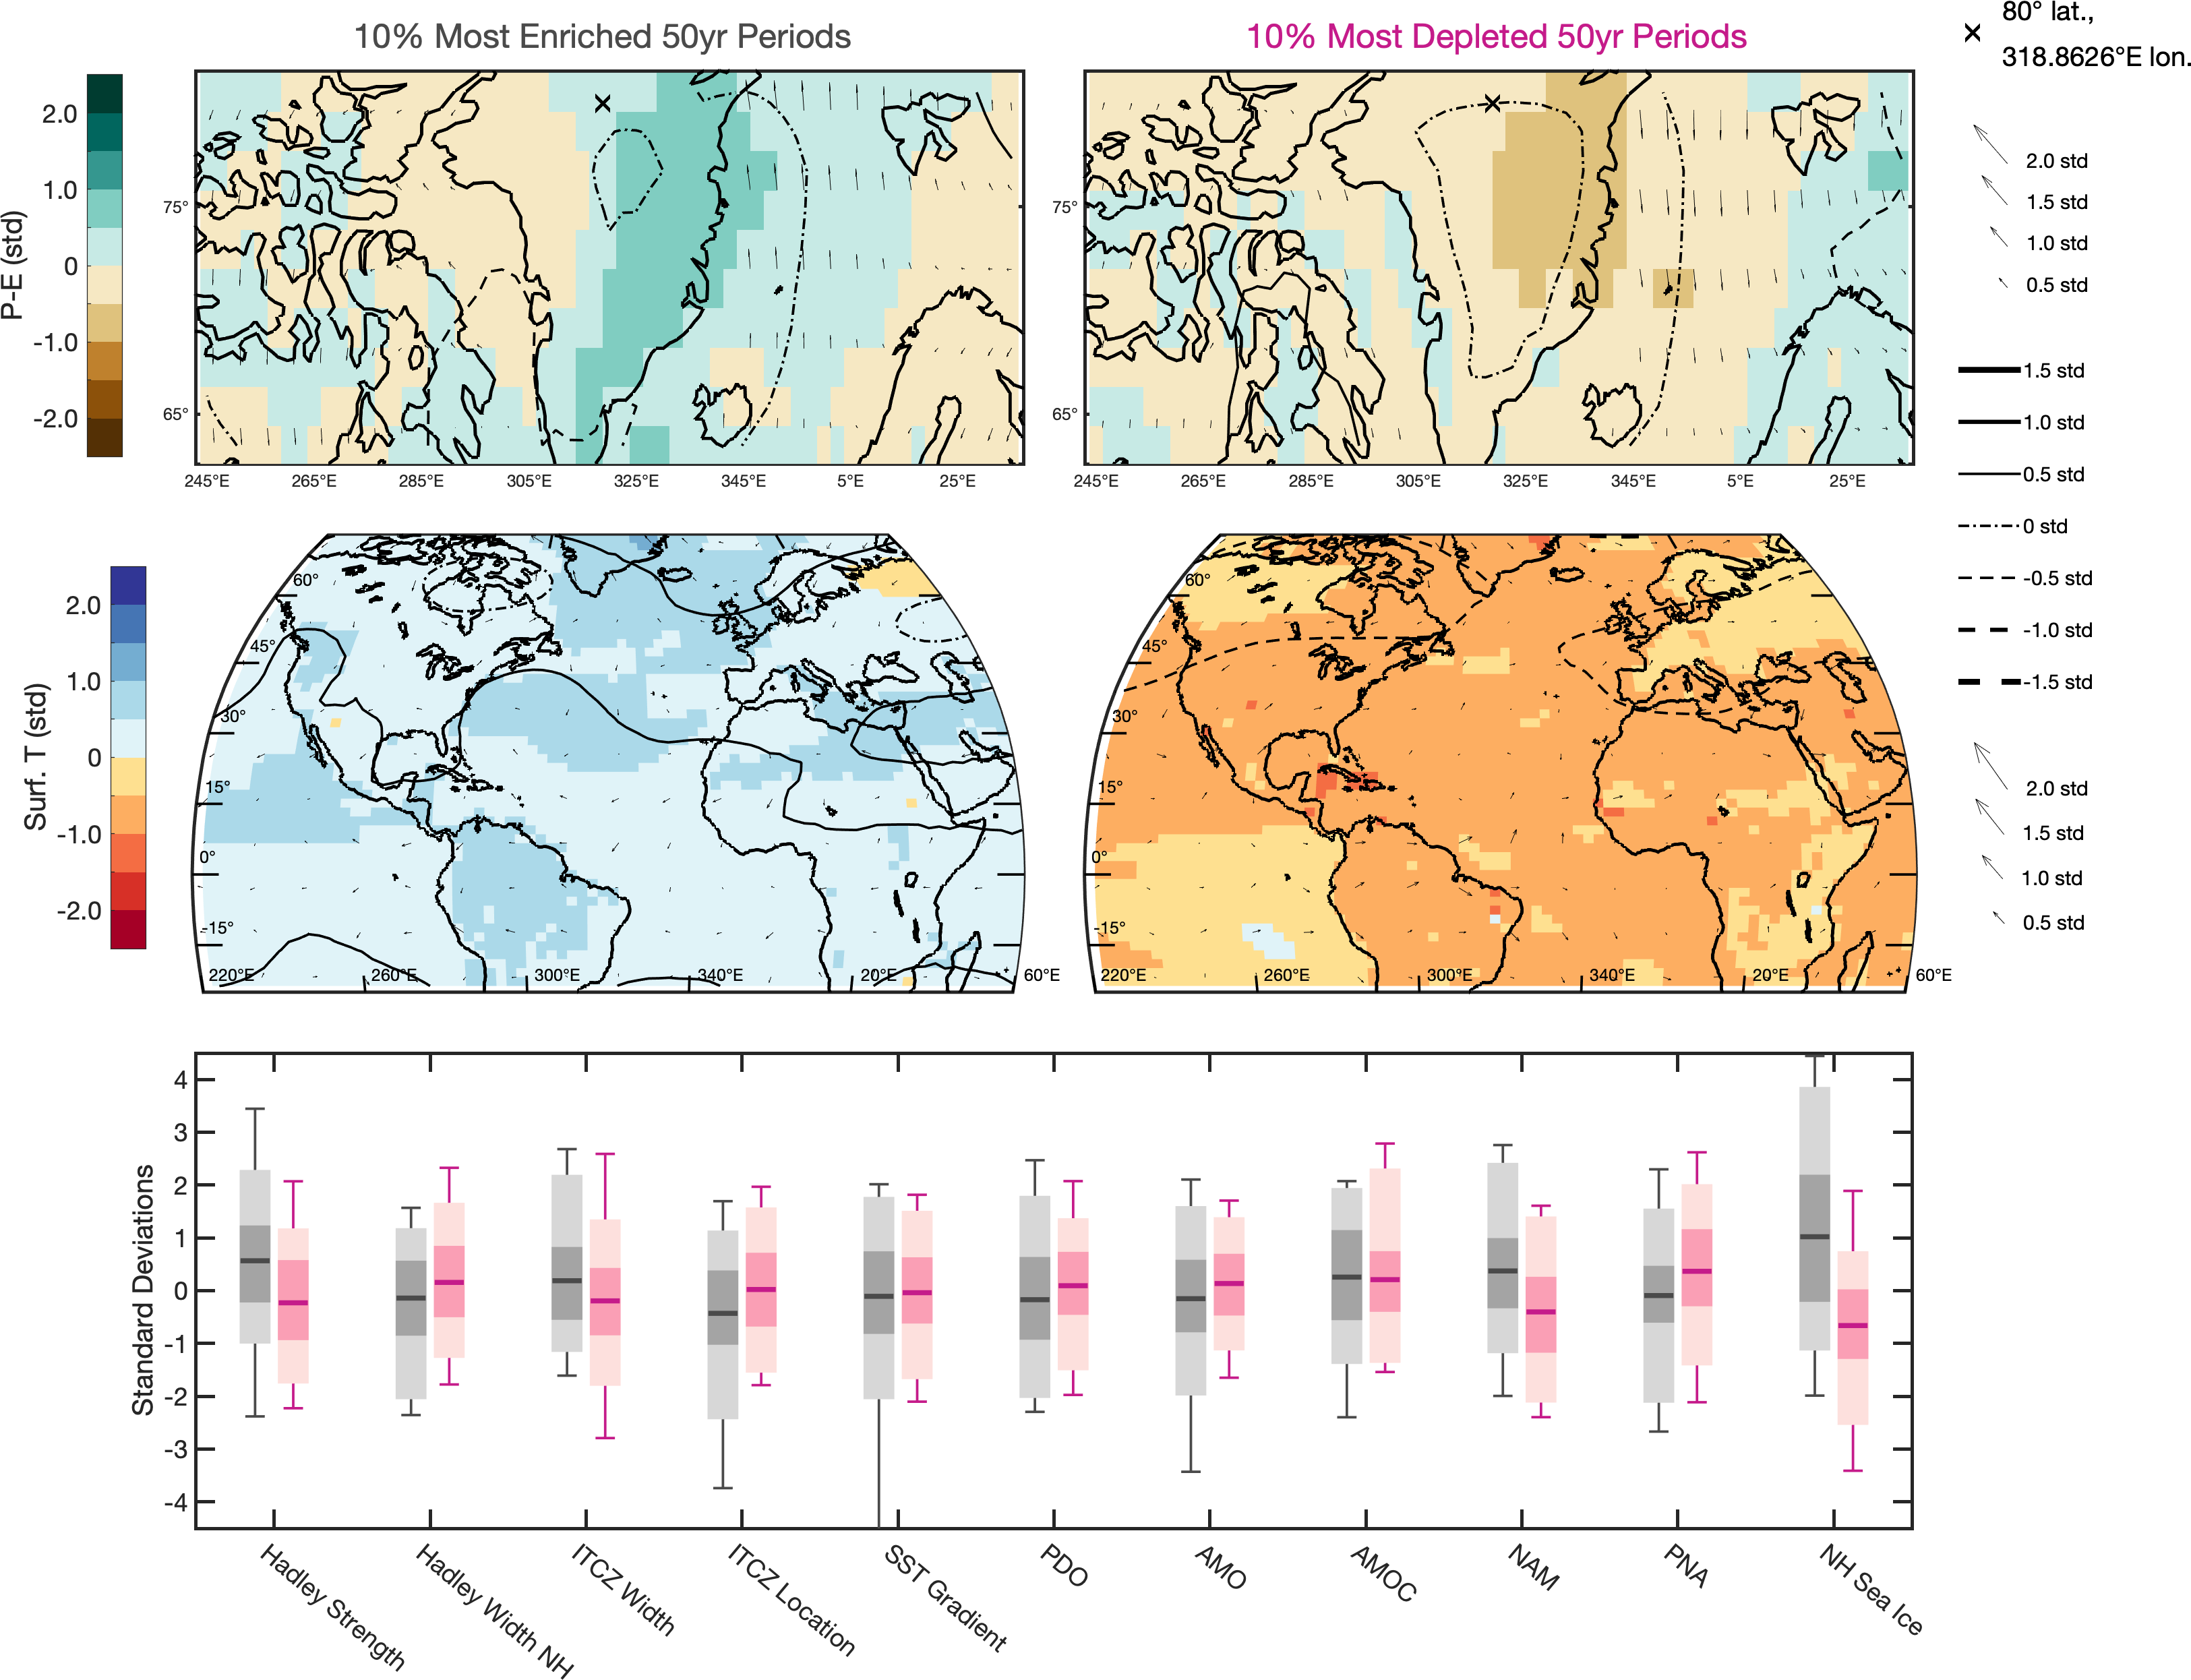 10% Most Enriched 50yr Periods
10% Most Depleted 50yr Periods
80° lat.,
318.8626°E lon.
P-E (std)
2.0
1.0
0
-1.0
-2.0
75°
65°
245°E 265°E 285°E 305°E 325°E 345°E 5°E 25°E
75°
65°
245°E 265°E 285°E 305°E 325°E 345°E 5°E 25°E
2.0 std
1.5 std
1.0 std
0.5 std
1.5 std
1.0 std
0.5 std
0 std
-0.5 std
-1.0 std
-1.5 std
Surf. T (std)
2.0
1.0
0
-1.0
-2.0
60°
45°
30°
15°
0°
-15°
220°E 260°E 300°E 340°E 20°E 60°E
60°
45°
30°
15°
0°
-15°
220°E 260°E 300°E 340°E 20°E 60°E
2.0 std
1.5 std
1.0 std
0.5 std
Standard Deviations
4
3
2
1
0
-1
-2
-3
-4
Hadley Strength
Hadley Width NH
ITCZ Width
ITCZ Location
SST Gradient
PDO
AMO
AMOC
NAM
PNA
NH Sea Ice